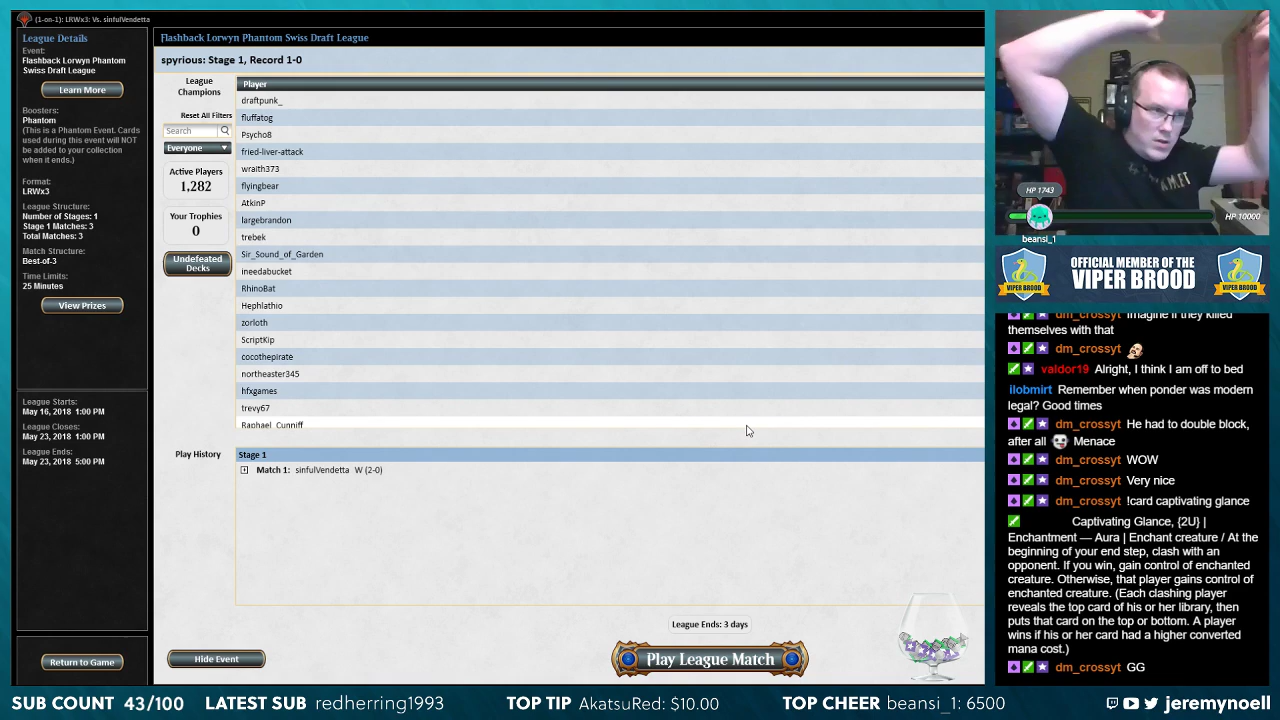 (1-on-1): LRWx3: Vs. sinfulVendetta
League Details
Event:
Flashback Lorwyn Phantom
Swiss Draft League
Learn More
Boosters:
Phantom
(This is a Phantom Event. Cards
used during this event will NOT
be added to your collection
when it ends.)
Format:
LRWx3
League Structure:
Number of Stages: 1
Stage 1 Matches: 3
Total Matches: 3
Match Structure:
Best-of-3
Time Limits:
25 Minutes
View Prizes
League Starts:
May 16, 2018 1:00 PM
League Closes:
May 23, 2018 1:00 PM
League Ends:
May 23, 2018 5:00 PM
Return to Game
Flashback Lorwyn Phantom Swiss Draft League
spyrious: Stage 1, Record 1-0
League
Champions
Reset All Filters
Search
Everyone
Active Players
1,282
Your Trophies
0
Undefeated
Decks
Player
draftpunk_
fluffatog
Psycho8
fried-liver-attack
wraith373
flyingbear
AtkinP
largebrandon
trebek
Sir_Sound_of_Garden
ineedabucket
RhinoBat
Hephlathio
zorloth
ScriptKip
cocothepirate
northeaster345
hfxgames
trevy67
Raphael_Cunniff
Play History
Stage 1
Match 1: sinfulVendetta W (2-0)
League Ends: 3 days
Hide Event
Play League Match
HP 1743
HP 10000
beansi_1
VIPER BROOD
OFFICIAL MEMBER OF THE
VIPER BROOD
VIPER BROOD
dm_crossyt Imagine if they killed
themselves with that
dm_crossyt
valdor19 Alright, I think I am off to bed
ilobmirt Remember when ponder was modern
legal? Good times
dm_crossyt He had to double block,
after all Menace
dm_crossyt WOW
dm_crossyt Very nice
dm_crossyt !card captivating glance
Captivating Glance, {2U} |
Enchantment — Aura | Enchant creature / At the
beginning of your end step, clash with an
opponent. If you win, gain control of enchanted
creature. Otherwise, that player gains control of
enchanted creature. (Each clashing player
reveals the top card of his or her library, then
puts that card on the top or bottom. A player
wins if his or her card had a higher converted
mana cost.)
dm_crossyt GG
SUB COUNT 43/100 LATEST SUB redherring1993 TOP TIP AkatsuRed: $10.00 TOP CHEER beansi_1: 6500 jeremynoell